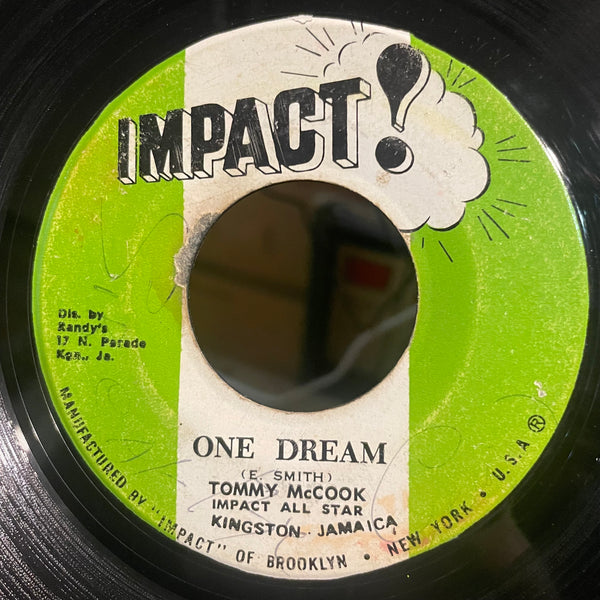 IMPACT!
Dis. by
Randy's
17 N. Parade
Kgn., Ja.
ONE DREAM
(E. SMITH)
TOMMY McCOOK
IMPACT ALL STAR
KINGSTON - JAMAICA
MANUFACTURED BY "IMPACT" OF BROOKLYN • NEW YORK • U.S.A ®